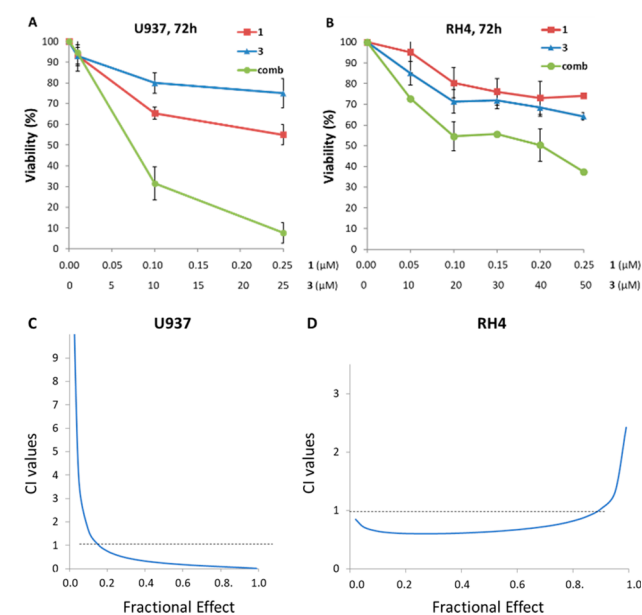 A
U937, 72h
1
3
comb
Viability (%)
100
90
80
70
60
50
40
30
20
10
0
0.00 0.05 0.10 0.15 0.20 0.25 1 (µM)
0 5 10 15 20 25 3 (µM)
B
RH4, 72h
1
3
comb
Viability (%)
100
90
80
70
60
50
40
30
20
10
0
0.00 0.05 0.10 0.15 0.20 0.25 1 (µM)
0 10 20 30 40 50 3 (µM)
C
U937
CI values
9
8
7
6
5
4
3
2
1
0
0.0 0.2 0.4 0.6 0.8 1.0
Fractional Effect
D
RH4
CI values
3
2
1
0
0.0 0.2 0.4 0.6 0.8 1.0
Fractional Effect